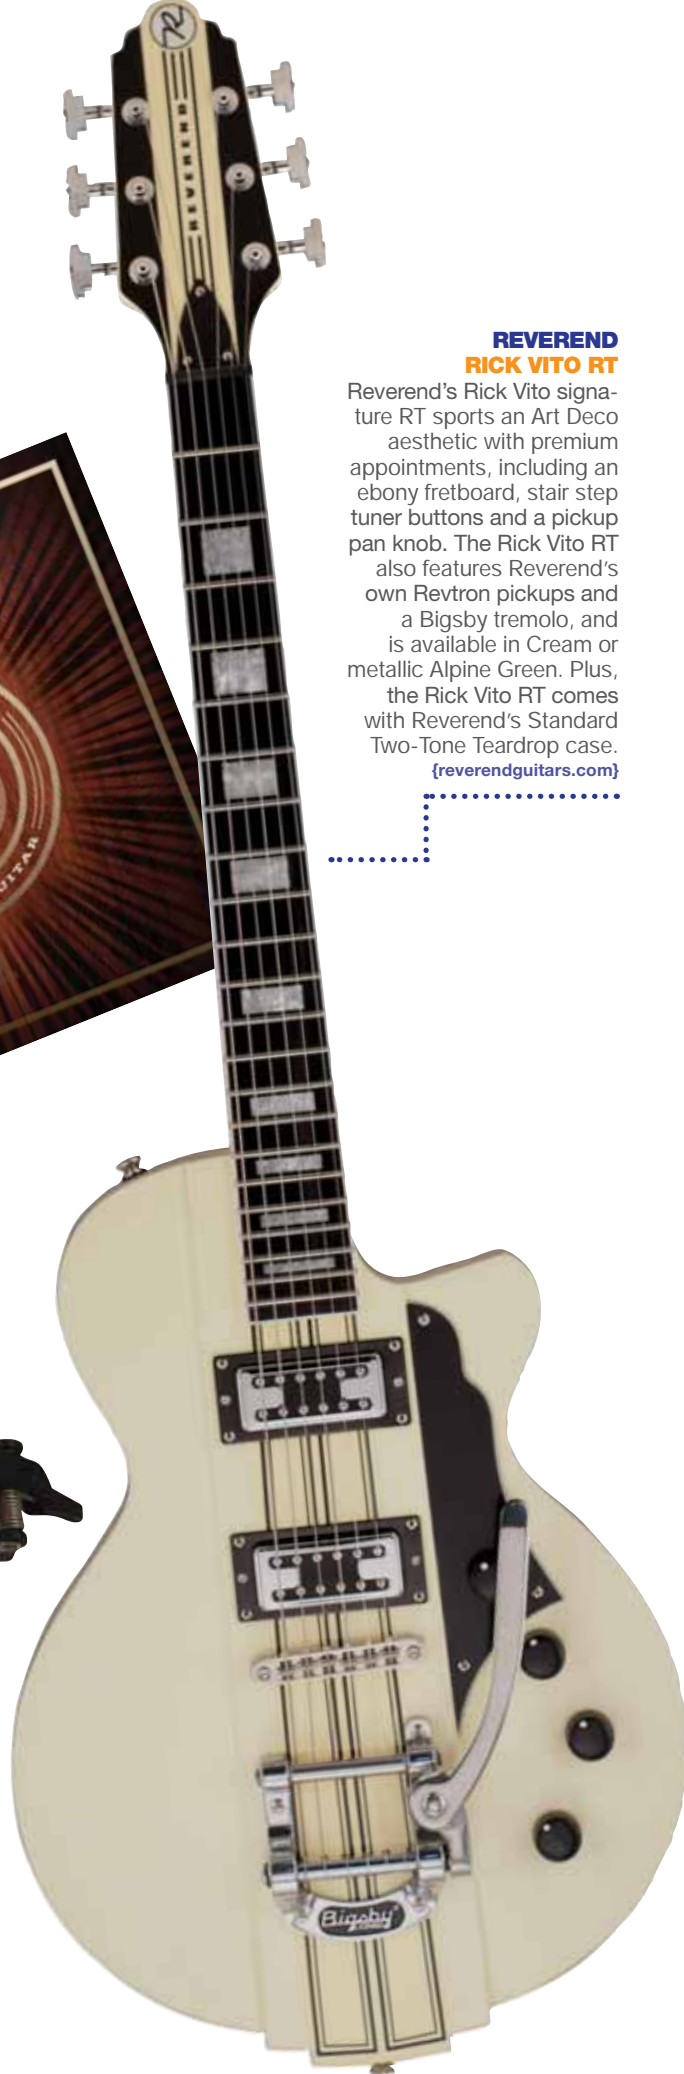 R
REVEREND
REVEREND
RICK VITO RT
Reverend's Rick Vito signa-
ture RT sports an Art Deco
aesthetic with premium
appointments, including an
ebony fretboard, stair step
tuner buttons and a pickup
pan knob. The Rick Vito RT
also features Reverend's
own Revtron pickups and
a Bigsby tremolo, and
is available in Cream or
metallic Alpine Green. Plus,
the Rick Vito RT comes
with Reverend's Standard
Two-Tone Teardrop case.
{reverendguitars.com}
Bigsby